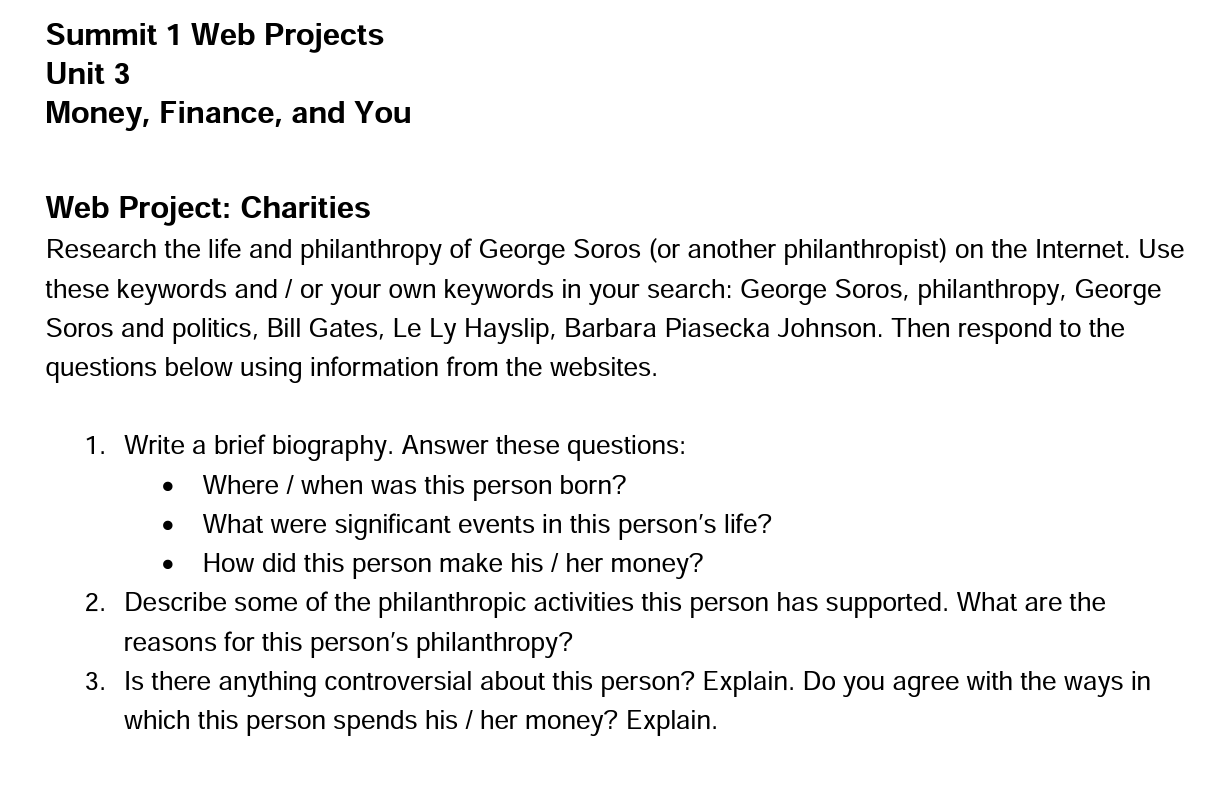 Summit 1 Web Projects
Unit 3
Money, Finance, and You
Web Project: Charities
Research the life and philanthropy of George Soros (or another philanthropist) on the Internet. Use
these keywords and / or your own keywords in your search: George Soros, philanthropy, George
Soros and politics, Bill Gates, Le Ly Hayslip, Barbara Piasecka Johnson. Then respond to the
questions below using information from the websites.
1. Write a brief biography. Answer these questions:
• Where / when was this person born?
• What were significant events in this person’s life?
• How did this person make his / her money?
2. Describe some of the philanthropic activities this person has supported. What are the
reasons for this person’s philanthropy?
3. Is there anything controversial about this person? Explain. Do you agree with the ways in
which this person spends his / her money? Explain.